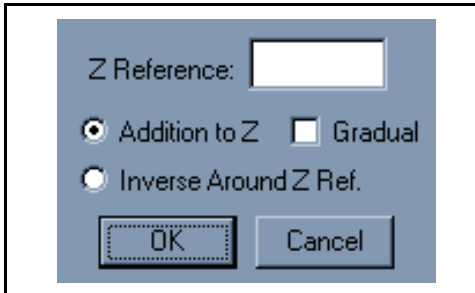 Z Reference:
Addition to Z Gradual
Inverse Around Z Ref.
OK Cancel